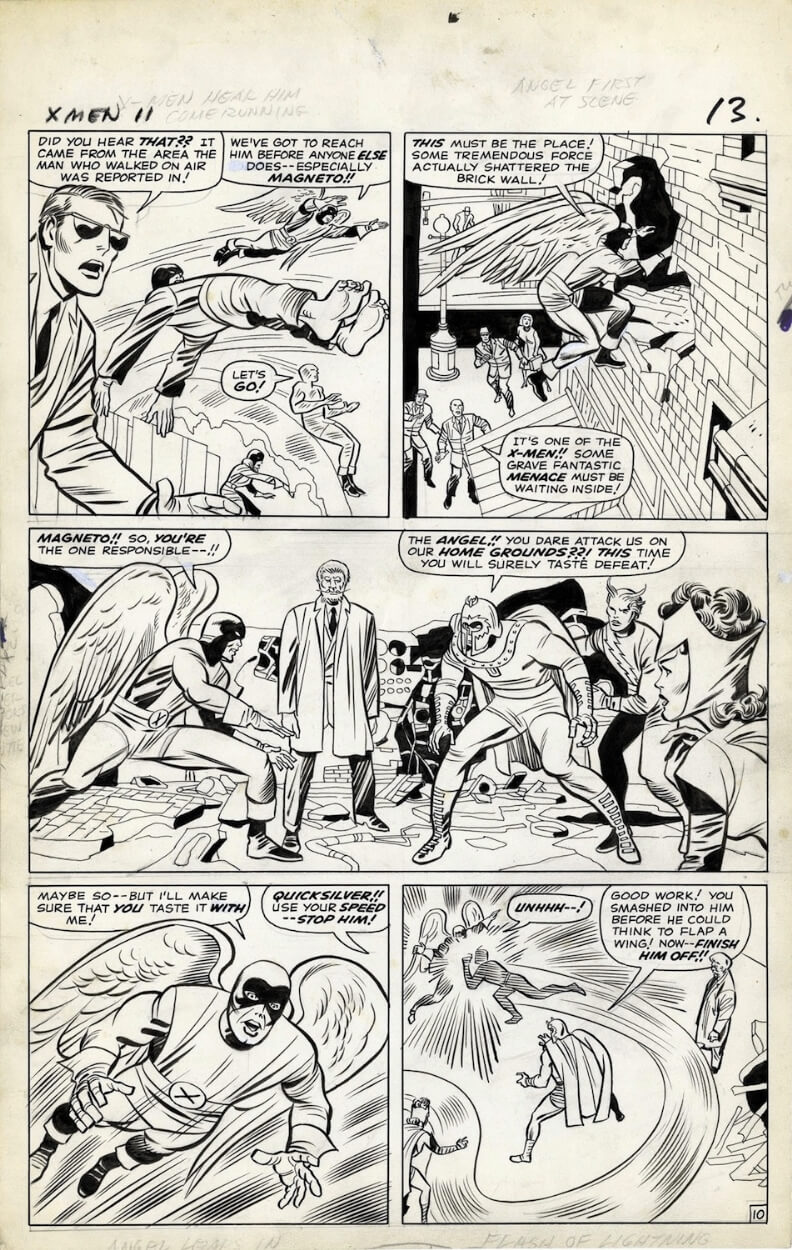 X-MEN HEAR HIM
COME RUNNING
ANGEL FIRST
AT SCENE
X MEN 11
13.
DID YOU HEAR THAT?? IT
CAME FROM THE AREA THE
MAN WHO WALKED ON AIR
WAS REPORTED IN!
WE'VE GOT TO REACH
HIM BEFORE ANYONE ELSE
DOES--ESPECIALLY
MAGNETO!!
LET'S
GO!
THIS MUST BE THE PLACE!
SOME TREMENDOUS FORCE
ACTUALLY SHATTERED THE
BRICK WALL!
IT'S ONE OF THE
X-MEN!! SOME
GRAVE FANTASTIC
MENACE MUST BE
WAITING INSIDE!
MAGNETO!! SO, YOU'RE
THE ONE RESPONSIBLE--!!
THE ANGEL!! YOU DARE ATTACK US ON
OUR HOME GROUNDS??! THIS TIME
YOU WILL SURELY TASTE DEFEAT!
X
MAYBE SO--BUT I'LL MAKE
SURE THAT YOU TASTE IT WITH
ME!
QUICKSILVER!!
USE YOUR SPEED
--STOP HIM!
X
UNHHH--!
GOOD WORK! YOU
SMASHED INTO HIM
BEFORE HE COULD
THINK TO FLAP A
WING! NOW--FINISH
HIM OFF!!
10
ANGEL LEAPS IN
FLASH OF LIGHTNING